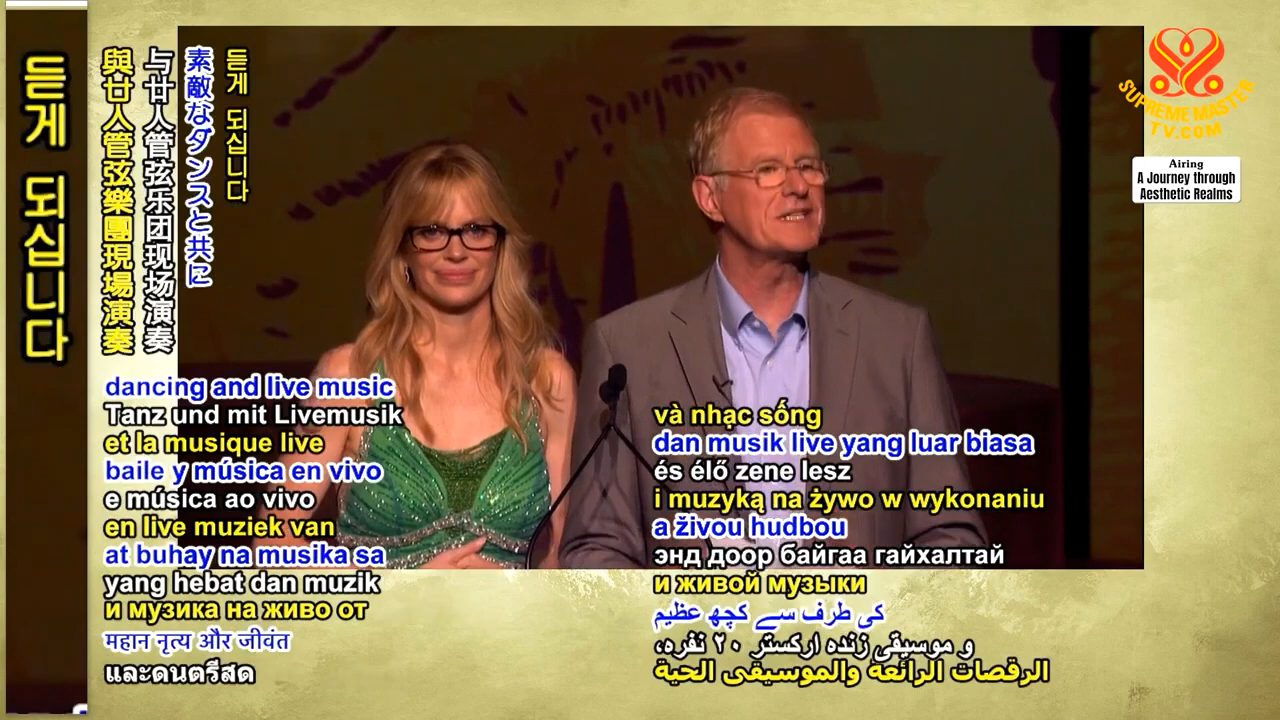 듣게 되십니다
與廿人管弦樂團現場演奏
与廿人管弦乐团现场演奏
素敵なダンスと共に
듣게 되십니다
SUPREME MASTER
TV.COM
Airing
A Journey through
Aesthetic Realms
dancing and live music
Tanz und mit Livemusik
et la musique live
baile y música en vivo
e música ao vivo
en live muziek van
at buhay na musika sa
yang hebat dan muzik
и музика на живо от
महान नृत्य और जीवंत
และดนตรีสด
và nhạc sống
dan musik live yang luar biasa
és élő zene lesz
i muzyką na żywo w wykonaniu
a živou hudbou
энд доор байгаа гайхалтай
и живой музыки
کی طرف سے کچھ عظیم
و موسیقی زنده ارکستر ۲۰ نفره،
الرقصات الرائعة والموسيقى الحية